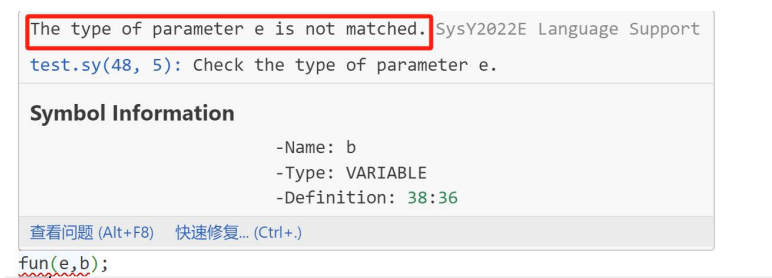 The type of parameter e is not matched. SysY2022E Language Support
test.sy(48, 5): Check the type of parameter e.
Symbol Information
-Name: b
-Type: VARIABLE
-Definition: 38:36
查看问题 (Alt+F8) 快速修复... (Ctrl+.)
fun(e,b);